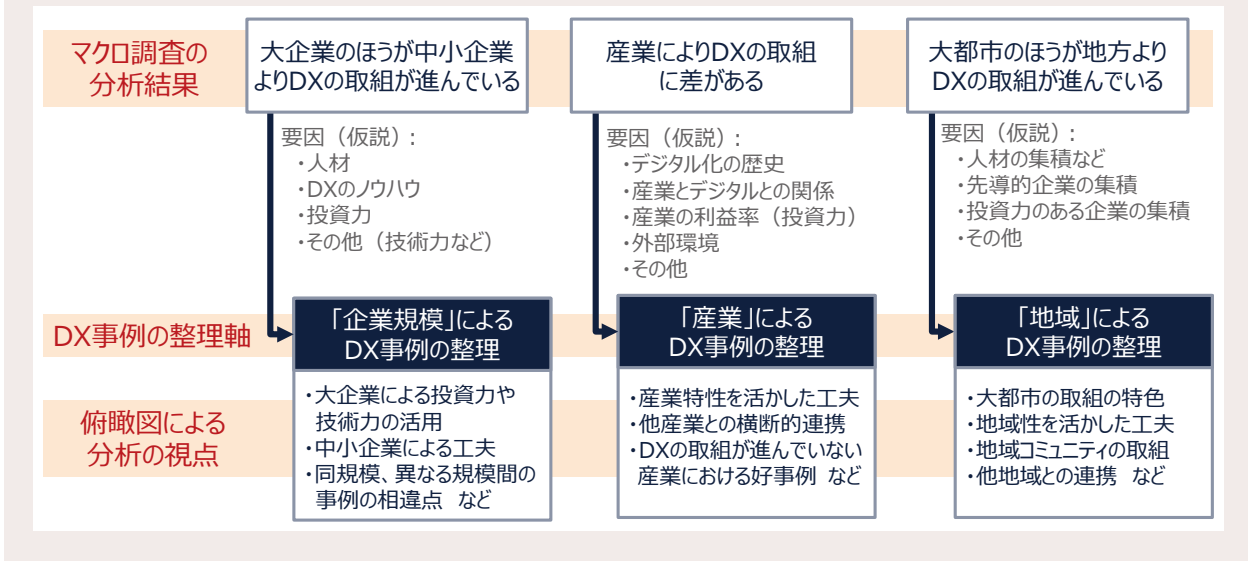 マクロ調査の
分析結果
大企業のほうが中小企業
よりDXの取組が進んでいる
産業によりDXの取組
に差がある
大都市のほうが地方より
DXの取組が進んでいる
要因（仮説）:
・人材
・DXのノウハウ
・投資力
・その他（技術力など）
要因（仮説）:
・デジタル化の歴史
・産業とデジタルとの関係
・産業の利益率（投資力）
・外部環境
・その他
要因（仮説）:
・人材の集積など
・先導的企業の集積
・投資力のある企業の集積
・その他
DX事例の整理軸
「企業規模」による
DX事例の整理
「産業」による
DX事例の整理
「地域」による
DX事例の整理
俯瞰図による
分析の視点
・大企業による投資力や
技術力の活用
・中小企業による工夫
・同規模、異なる規模間の
事例の相違点 など
・産業特性を活かした工夫
・他産業との横断的連携
・DXの取組が進んでいない
産業における好事例 など
・大都市の取組の特色
・地域性を活かした工夫
・地域コミュニティの取組
・他地域との連携 など